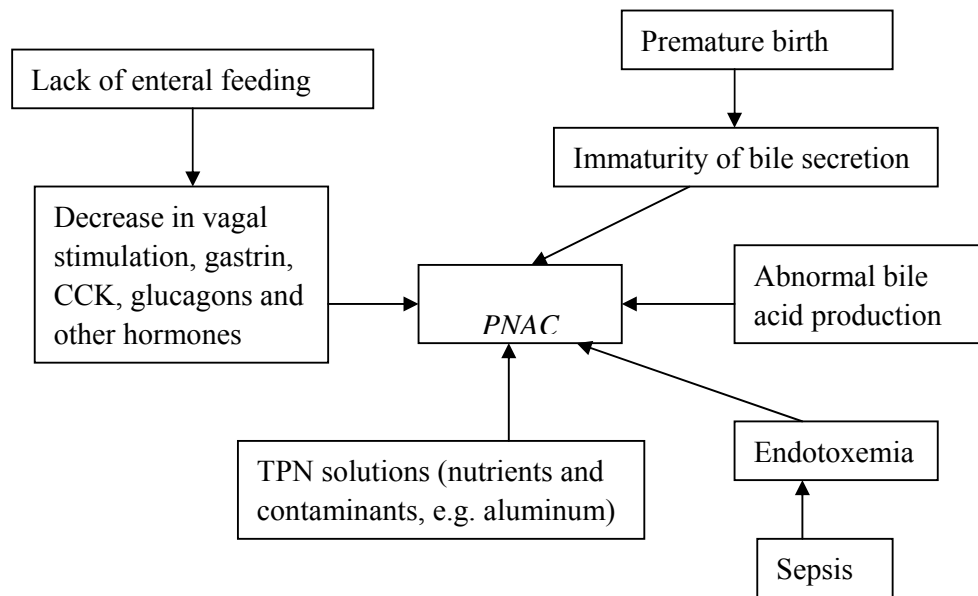 Premature birth
Lack of enteral feeding
Immaturity of bile secretion
Decrease in vagal
stimulation, gastrin,
CCK, glucagons and
other hormones
PNAC
Abnormal bile
acid production
TPN solutions (nutrients and
contaminants, e.g. aluminum)
Endotoxemia
Sepsis